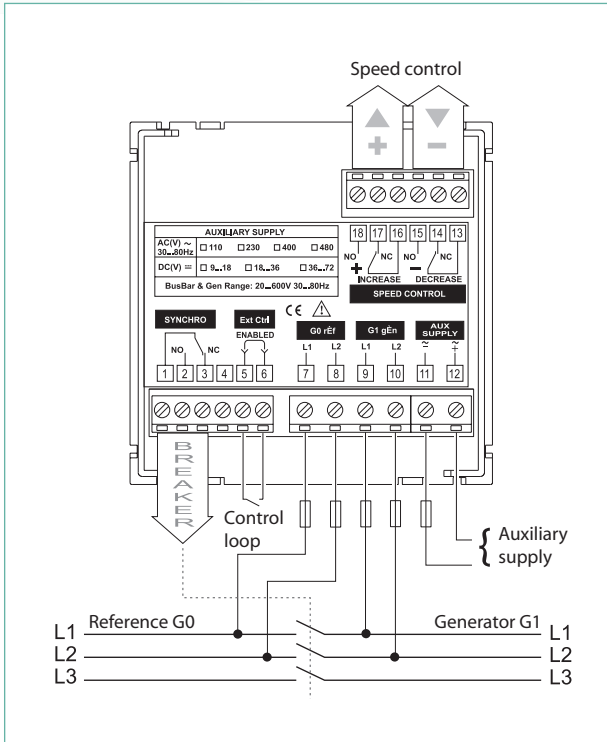 Speed control
+ −
18 17 16 15 14 13
NO NC NO NC
+ INCREASE − DECREASE
SPEED CONTROL
AUXILIARY SUPPLY
AC(V) ~ 30...80Hz □ 110 □ 230 □ 400 □ 480
DC(V) ⎓ □ 9...18 □ 18...36 □ 36...72
BusBar & Gen Range: 20...600V 30...80Hz
CE
SYNCHRO Ext Ctrl G0 rÉf G1 gÈn AUX SUPPLY
ENABLED
NO NC
L1 L2 L1 L2
1 2 3 4 5 6 7 8 9 10 11 12
BREAKER
Control
loop
Auxiliary
supply
Reference G0 Generator G1
L1 L1
L2 L2
L3 L3